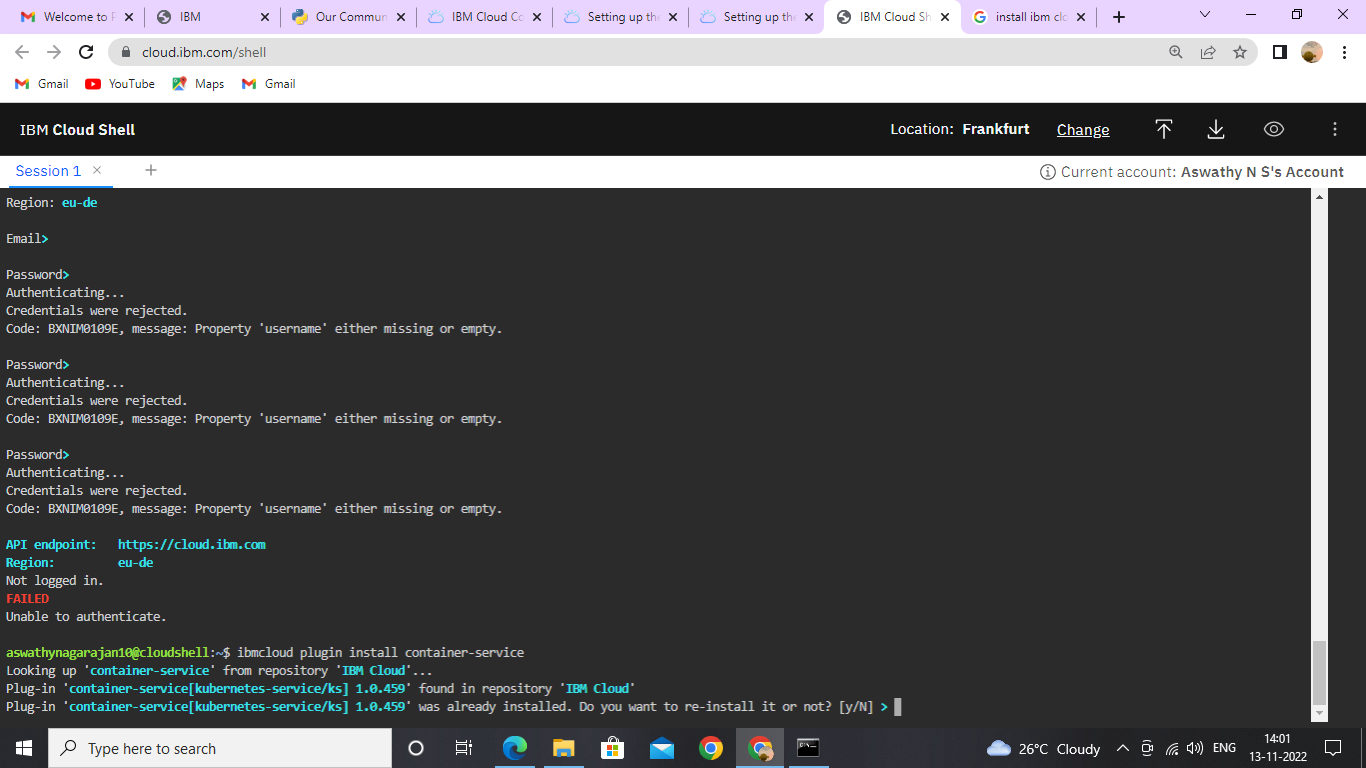 Welcome to P
IBM
Our Commun
IBM Cloud Co
Setting up the
Setting up the
IBM Cloud Sh
install ibm clo
cloud.ibm.com/shell
Gmail
YouTube
Maps
Gmail
IBM Cloud Shell
Location: Frankfurt
Change
Session 1
Current account: Aswathy N S's Account
Region: eu-de
Email>
Password>
Authenticating...
Credentials were rejected.
Code: BXNIM0109E, message: Property 'username' either missing or empty.
Password>
Authenticating...
Credentials were rejected.
Code: BXNIM0109E, message: Property 'username' either missing or empty.
Password>
Authenticating...
Credentials were rejected.
Code: BXNIM0109E, message: Property 'username' either missing or empty.
API endpoint: https://cloud.ibm.com
Region: eu-de
Not logged in.
FAILED
Unable to authenticate.
aswathynagarajan10@cloudshell:~$ ibmcloud plugin install container-service
Looking up 'container-service' from repository 'IBM Cloud'...
Plug-in 'container-service[kubernetes-service/ks] 1.0.459' found in repository 'IBM Cloud'
Plug-in 'container-service[kubernetes-service/ks] 1.0.459' was already installed. Do you want to re-install it or not? [y/N] >
Type here to search
26°C Cloudy
ENG
14:01
13-11-2022